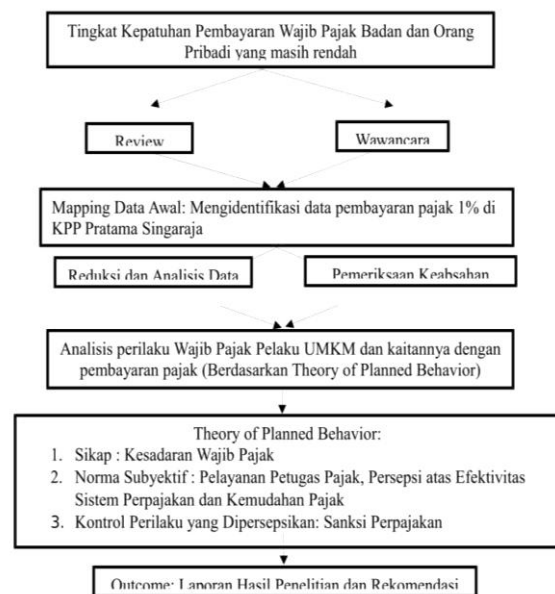 Tingkat Kepatuhan Pembayaran Wajib Pajak Badan dan Orang
Pribadi yang masih rendah
Review
Wawancara
Mapping Data Awal: Mengidentifikasi data pembayaran pajak 1% di
KPP Pratama Singaraja
Reduksi dan Analisis Data
Pemeriksaan Keabsahan
Analisis perilaku Wajib Pajak Pelaku UMKM dan kaitannya dengan
pembayaran pajak (Berdasarkan Theory of Planned Behavior)
Theory of Planned Behavior:
1. Sikap : Kesadaran Wajib Pajak
2. Norma Subyektif : Pelayanan Petugas Pajak, Persepsi atas Efektivitas
Sistem Perpajakan dan Kemudahan Pajak
3. Kontrol Perilaku yang Dipersepsikan: Sanksi Perpajakan
Outcome: Laporan Hasil Penelitian dan Rekomendasi